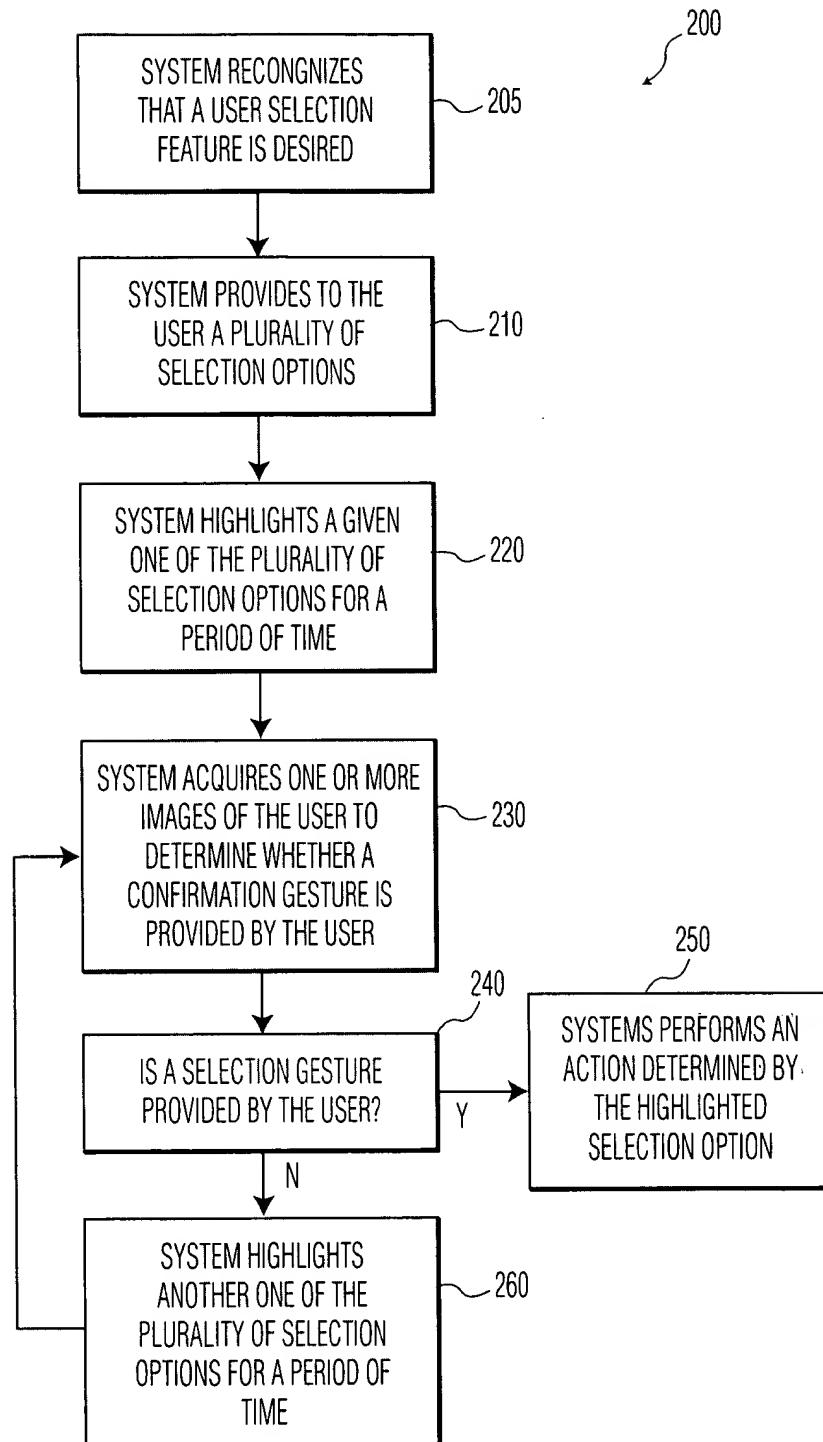 200
SYSTEM RECONGNIZES
THAT A USER SELECTION
FEATURE IS DESIRED
205
SYSTEM PROVIDES TO THE
USER A PLURALITY OF
SELECTION OPTIONS
210
SYSTEM HIGHLIGHTS A GIVEN
ONE OF THE PLURALITY OF
SELECTION OPTIONS FOR A
PERIOD OF TIME
220
SYSTEM ACQUIRES ONE OR MORE
IMAGES OF THE USER TO
DETERMINE WHETHER A
CONFIRMATION GESTURE IS
PROVIDED BY THE USER
230
240
IS A SELECTION GESTURE
PROVIDED BY THE USER?
Y
N
250
SYSTEMS PERFORMS AN
ACTION DETERMINED BY
THE HIGHLIGHTED
SELECTION OPTION
SYSTEM HIGHLIGHTS
ANOTHER ONE OF THE
PLURALITY OF SELECTION
OPTIONS FOR A PERIOD OF
TIME
260